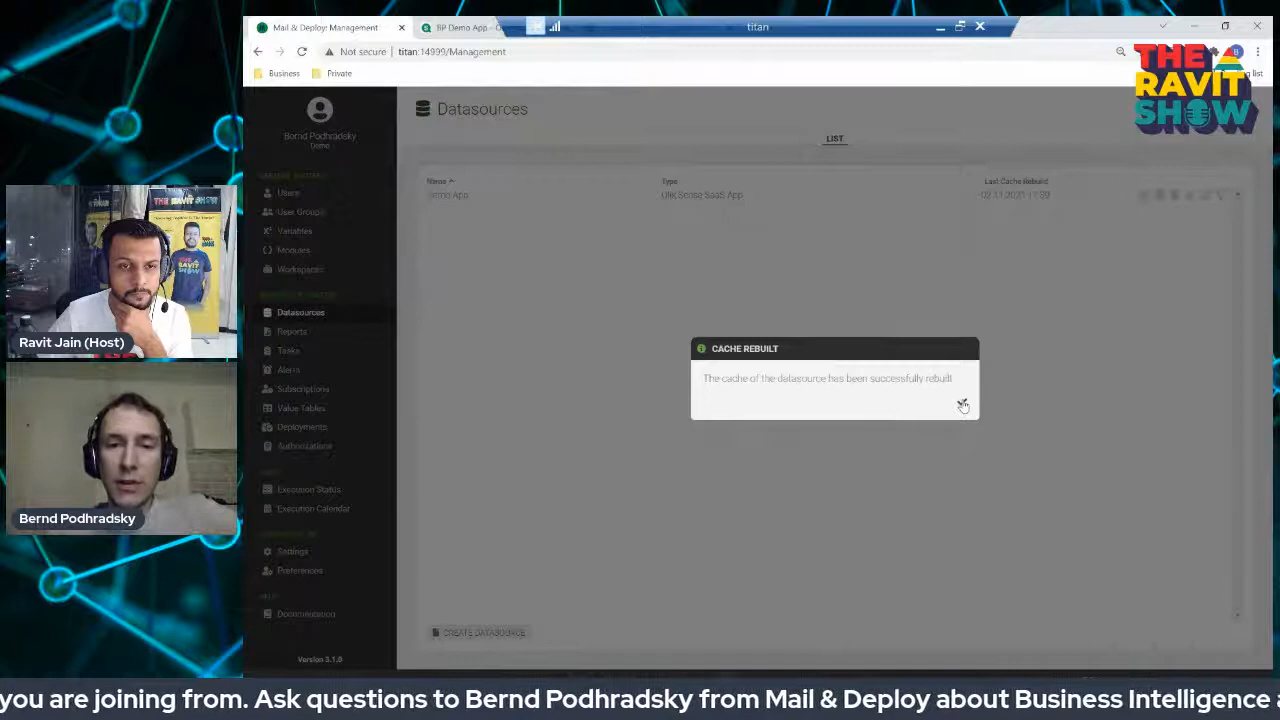 Mail & Deploy: Management
BP Demo App - O
titan
Not secure
titan:14999/Management
Business
Private
THE
RAVIT
SHOW
Bernd Podhradsky
Demo
Datasources
LIST
Users
User Groups
Variables
Modules
Workspaces
Datasources
Reports
Tasks
Alerts
Subscriptions
Value Tables
Deployments
Authorizations
Execution Status
Execution Calendar
Settings
Preferences
Documentation
Version 3.1.0
Name
Type
Last Cache Rebuild
Demo App
Qlik Sense SaaS App
CACHE REBUILT
The cache of the datasource has been successfully rebuilt
CREATE DATASOURCE
THE RAVIT SHOW
Ravit Jain (Host)
Bernd Podhradsky
you are joining from. Ask questions to Bernd Podhradsky from Mail & Deploy about Business Intelligence